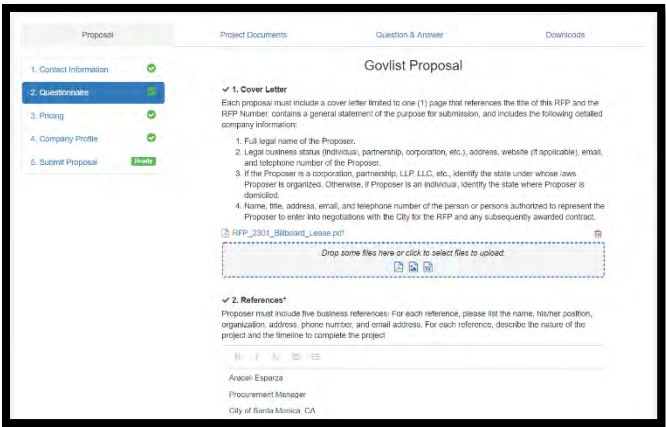 Proposal
Project Documents
Question & Answer
Downloads
1. Contact Information
2. Questionnaire
3. Pricing
4. Company Profile
5. Submit Proposal Ready
Govlist Proposal
1. Cover Letter
Each proposal must include a cover letter limited to one (1) page that references the title of this RFP and the
RFP Number, contains a general statement of the purpose for submission, and includes the following detailed
company information:
1. Full legal name of the Proposer.
2. Legal business status (individual, partnership, corporation, etc.), address, website (if applicable), email,
and telephone number of the Proposer.
3. If the Proposer is a corporation, partnership, LLP, LLC, etc., identify the state under whose laws
Proposer is organized. Otherwise, if Proposer is an individual, identify the state where Proposer is
domiciled.
4. Name, title, address, email, and telephone number of the person or persons authorized to represent the
Proposer to enter into negotiations with the City for the RFP and any subsequently awarded contract.
RFP_2301_Billboard_Lease.pdf
Drop some files here or click to select files to upload.
2. References*
Proposer must include five business references: For each reference, please list the name, his/her position,
organization, address, phone number, and email address. For each reference, describe the nature of the
project and the timeline to complete the project
B I U
Araceli Esparza
Procurement Manager
City of Santa Monica, CA